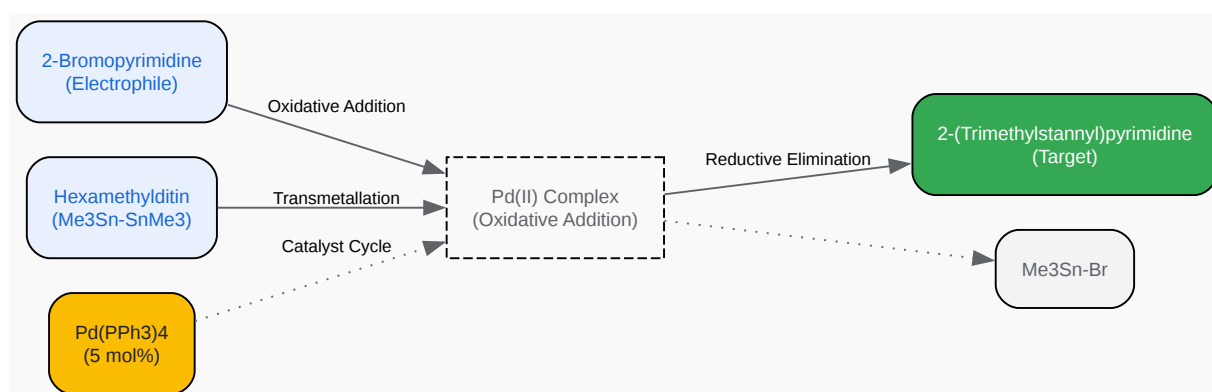 2-Bromopyrimidine
(Electrophile)
Oxidative Addition
Hexamethylditin
(Me3Sn-SnMe3)
Transmetallation
Catalyst Cycle
Pd(PPh3)4
(5 mol%)
Pd(II) Complex
(Oxidative Addition)
Reductive Elimination
2-(Trimethylstannyl)pyrimidine
(Target)
Me3Sn-Br